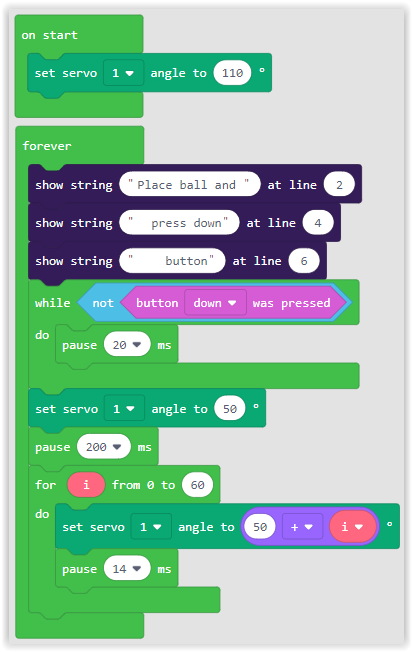 on start
set servo 1 angle to 110 °
forever
show string "Place ball and " at line 2
show string "   press down" at line 4
show string "     button" at line 6
while not button down was pressed
do
pause 20 ms
set servo 1 angle to 50 °
pause 200 ms
for i from 0 to 60
do
set servo 1 angle to 50 + i °
pause 14 ms